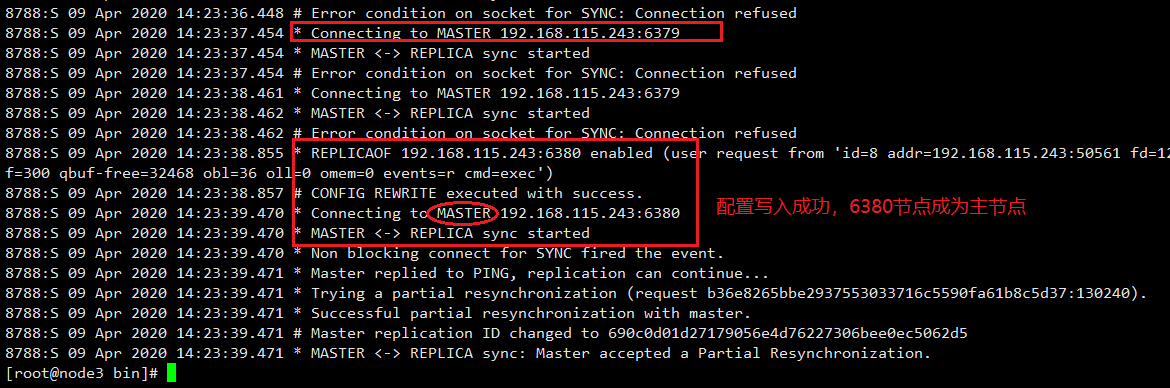 8788:S 09 Apr 2020 14:23:36.448 # Error condition on socket for SYNC: Connection refused
8788:S 09 Apr 2020 14:23:37.454 * Connecting to MASTER 192.168.115.243:6379
8788:S 09 Apr 2020 14:23:37.454 * MASTER <-> REPLICA sync started
8788:S 09 Apr 2020 14:23:37.454 # Error condition on socket for SYNC: Connection refused
8788:S 09 Apr 2020 14:23:38.461 * Connecting to MASTER 192.168.115.243:6379
8788:S 09 Apr 2020 14:23:38.462 * MASTER <-> REPLICA sync started
8788:S 09 Apr 2020 14:23:38.462 # Error condition on socket for SYNC: Connection refused
8788:S 09 Apr 2020 14:23:38.855 * REPLICAOF 192.168.115.243:6380 enabled (user request from 'id=8 addr=192.168.115.243:50561 fd=12
f=300 qbuf-free=32468 obl=36 oll=0 omem=0 events=r cmd=exec')
8788:S 09 Apr 2020 14:23:38.857 # CONFIG REWRITE executed with success.
8788:S 09 Apr 2020 14:23:39.470 * Connecting to MASTER 192.168.115.243:6380
配置写入成功，6380节点成为主节点
8788:S 09 Apr 2020 14:23:39.470 * MASTER <-> REPLICA sync started
8788:S 09 Apr 2020 14:23:39.470 * Non blocking connect for SYNC fired the event.
8788:S 09 Apr 2020 14:23:39.471 * Master replied to PING, replication can continue...
8788:S 09 Apr 2020 14:23:39.471 * Trying a partial resynchronization (request b36e8265bbe2937553033716c5590fa61b8c5d37:130240).
8788:S 09 Apr 2020 14:23:39.471 * Successful partial resynchronization with master.
8788:S 09 Apr 2020 14:23:39.471 # Master replication ID changed to 690c0d01d27179056e4d76227306bee0ec5062d5
8788:S 09 Apr 2020 14:23:39.471 * MASTER <-> REPLICA sync: Master accepted a Partial Resynchronization.
[root@node3 bin]#